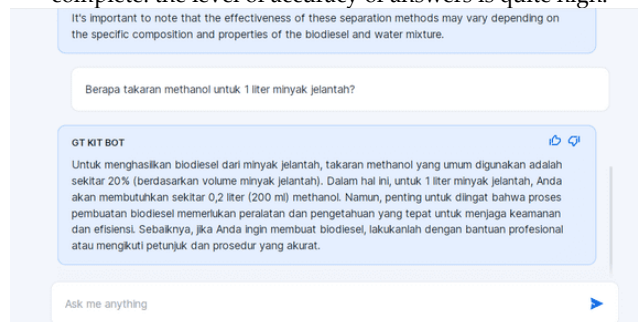 complete. the level of accuracy of answers is quite high.
It's important to note that the effectiveness of these separation methods may vary depending on
the specific composition and properties of the biodiesel and water mixture.
Berapa takaran methanol untuk 1 liter minyak jelantah?
GT KIT BOT
Untuk menghasilkan biodiesel dari minyak jelantah, takaran methanol yang umum digunakan adalah
sekitar 20% (berdasarkan volume minyak jelantah). Dalam hal ini, untuk 1 liter minyak jelantah, Anda
akan membutuhkan sekitar 0,2 liter (200 ml) methanol. Namun, penting untuk diingat bahwa proses
pembuatan biodiesel memerlukan peralatan dan pengetahuan yang tepat untuk menjaga keamanan
dan efisiensi. Sebaiknya, jika Anda ingin membuat biodiesel, lakukanlah dengan bantuan profesional
atau mengikuti petunjuk dan prosedur yang akurat.
Ask me anything